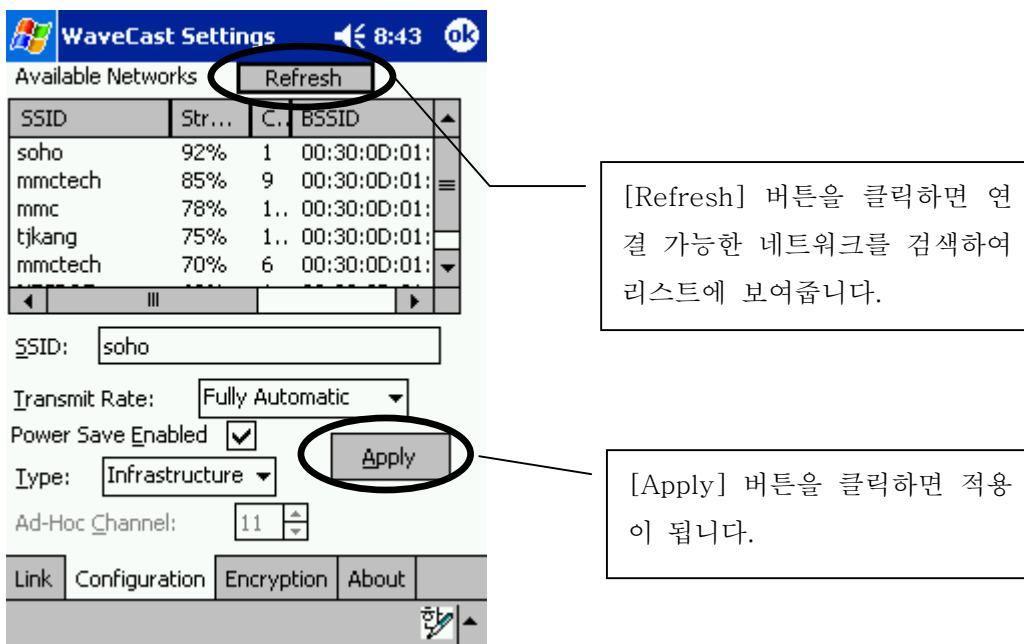 WaveCast Settings 8:43 ok
Available Networks Refresh
SSID Str... C. BSSID
soho 92% 1 00:30:0D:01:
mmctech 85% 9 00:30:0D:01:
mmc 78% 1.. 00:30:0D:01:
tjkang 75% 1.. 00:30:0D:01:
mmctech 70% 6 00:30:0D:01:
SSID: soho
Transmit Rate: Fully Automatic
Power Save Enabled
Apply
Type: Infrastructure
Ad-Hoc Channel: 11
Link Configuration Encryption About
한
[Refresh] 버튼을 클릭하면 연
결 가능한 네트워크를 검색하여
리스트에 보여줍니다.
[Apply] 버튼을 클릭하면 적용
이 됩니다.